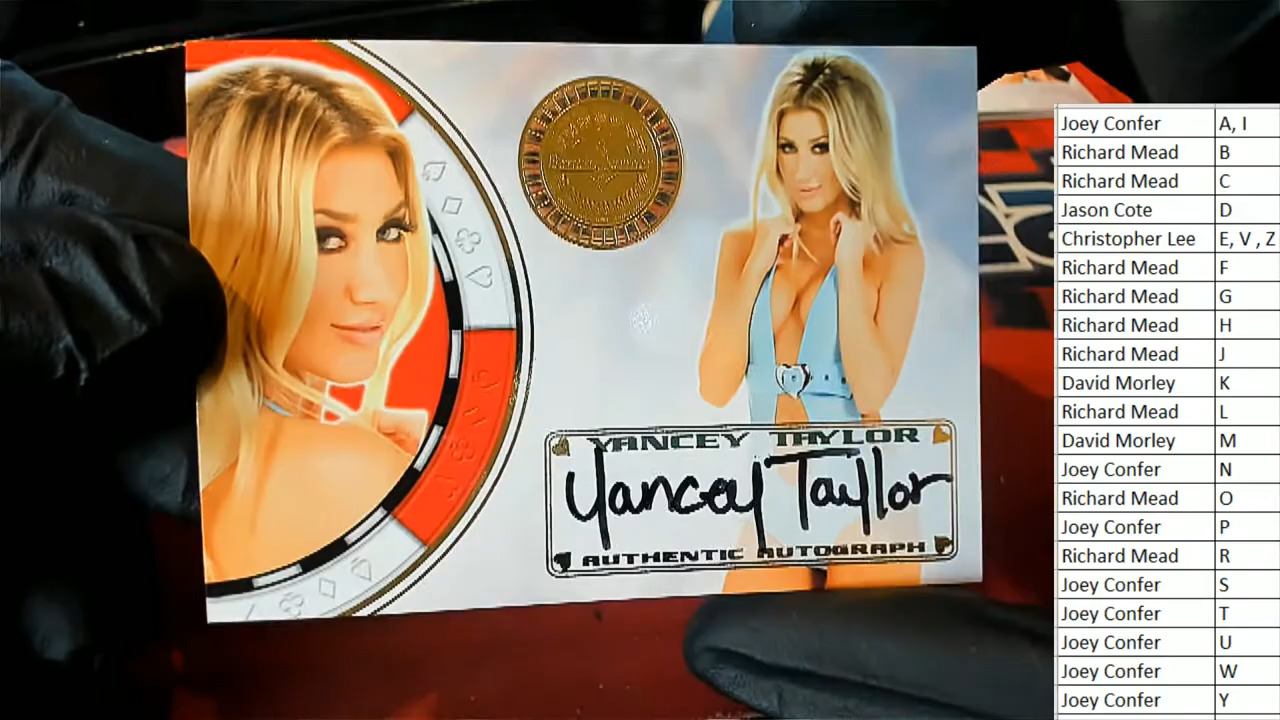 YANCEY TAYLOR
Yancey Taylor
AUTHENTIC AUTOGRAPH
Joey Confer A, I
Richard Mead B
Richard Mead C
Jason Cote D
Christopher Lee E, V , Z
Richard Mead F
Richard Mead G
Richard Mead H
Richard Mead J
David Morley K
Richard Mead L
David Morley M
Joey Confer N
Richard Mead O
Joey Confer P
Richard Mead R
Joey Confer S
Joey Confer T
Joey Confer U
Joey Confer W
Joey Confer Y